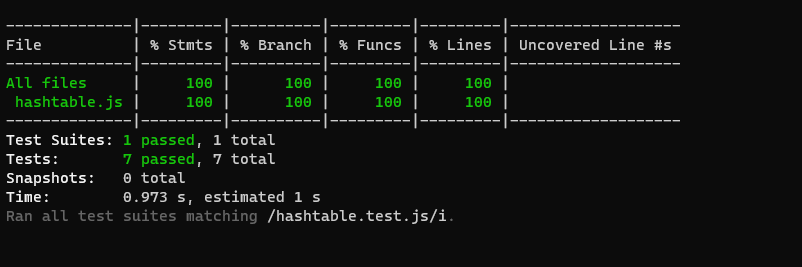 --------------|---------|----------|---------|---------|-------------------
File          | % Stmts | % Branch | % Funcs | % Lines | Uncovered Line #s
--------------|---------|----------|---------|---------|-------------------
All files     |     100 |      100 |     100 |     100 |
 hashtable.js |     100 |      100 |     100 |     100 |
--------------|---------|----------|---------|---------|-------------------
Test Suites: 1 passed, 1 total
Tests:       7 passed, 7 total
Snapshots:   0 total
Time:        0.973 s, estimated 1 s
Ran all test suites matching /hashtable.test.js/i.